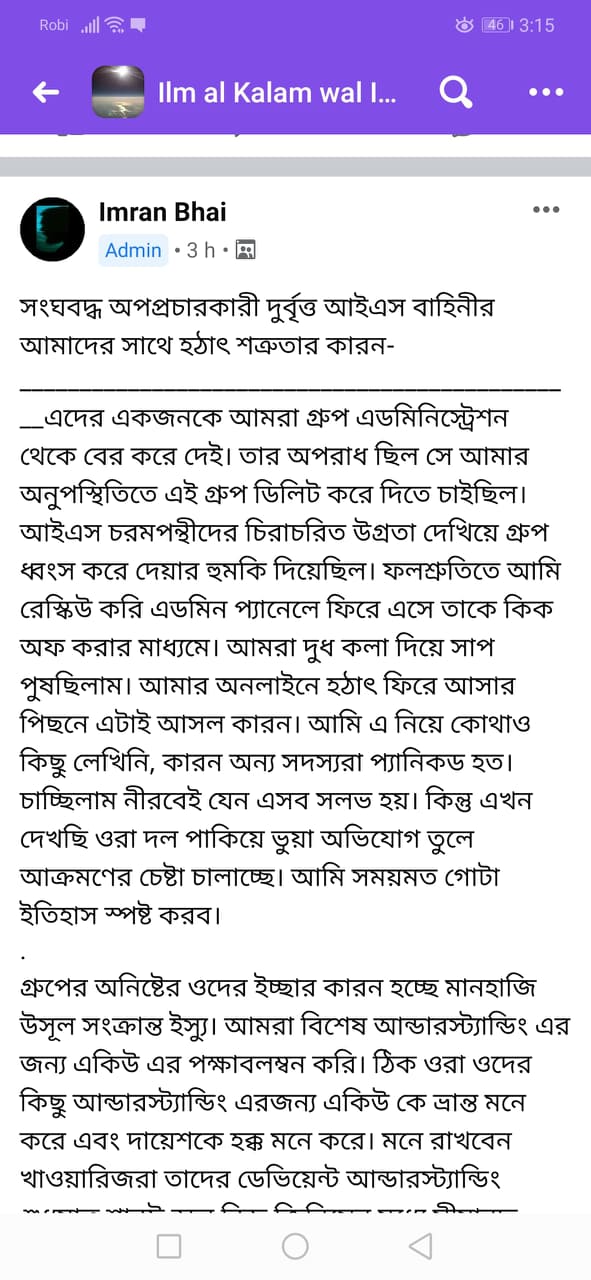 Robi 46 3:15
Ilm al Kalam wal I...
Imran Bhai
Admin • 3 h •
সংঘবদ্ধ অপপ্রচারকারী দুর্বৃত্ত আইএস বাহিনীর
আমাদের সাথে হঠাৎ শত্রুতার কারন-
__এদের একজনকে আমরা গ্রুপ এডমিনিস্ট্রেশন
থেকে বের করে দেই। তার অপরাধ ছিল সে আমার
অনুপস্থিতিতে এই গ্রুপ ডিলিট করে দিতে চাইছিল।
আইএস চরমপন্থীদের চিরাচরিত উগ্রতা দেখিয়ে গ্রুপ
ধ্বংস করে দেয়ার হুমকি দিয়েছিল। ফলশ্রুতিতে আমি
রেস্কিউ করি এডমিন প্যানেলে ফিরে এসে তাকে কিক
অফ করার মাধ্যমে। আমরা দুধ কলা দিয়ে সাপ
পুষছিলাম। আমার অনলাইনে হঠাৎ ফিরে আসার
পিছনে এটাই আসল কারন। আমি এ নিয়ে কোথাও
কিছু লেখিনি, কারন অন্য সদস্যরা প্যানিকড হত।
চাচ্ছিলাম নীরবেই যেন এসব সলভ হয়। কিন্তু এখন
দেখছি ওরা দল পাকিয়ে ভুয়া অভিযোগ তুলে
আক্রমণের চেষ্টা চালাচ্ছে। আমি সময়মত গোটা
ইতিহাস স্পষ্ট করব।
.
গ্রুপের অনিষ্টের ওদের ইচ্ছার কারন হচ্ছে মানহাজি
উসূল সংক্রান্ত ইস্যু। আমরা বিশেষ আন্ডারস্ট্যান্ডিং এর
জন্য একিউ এর পক্ষাবলম্বন করি। ঠিক ওরা ওদের
কিছু আন্ডারস্ট্যান্ডিং এরজন্য একিউ কে ভ্রান্ত মনে
করে এবং দায়েশকে হক্ক মনে করে। মনে রাখবেন
খাওয়ারিজরা তাদের ডেভিয়েন্ট আন্ডারস্ট্যান্ডিং